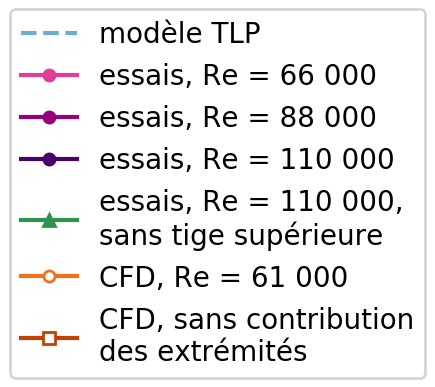 modèle TLP
essais, Re = 66 000
essais, Re = 88 000
essais, Re = 110 000
essais, Re = 110 000,
sans tige supérieure
CFD, Re = 61 000
CFD, sans contribution
des extrémités